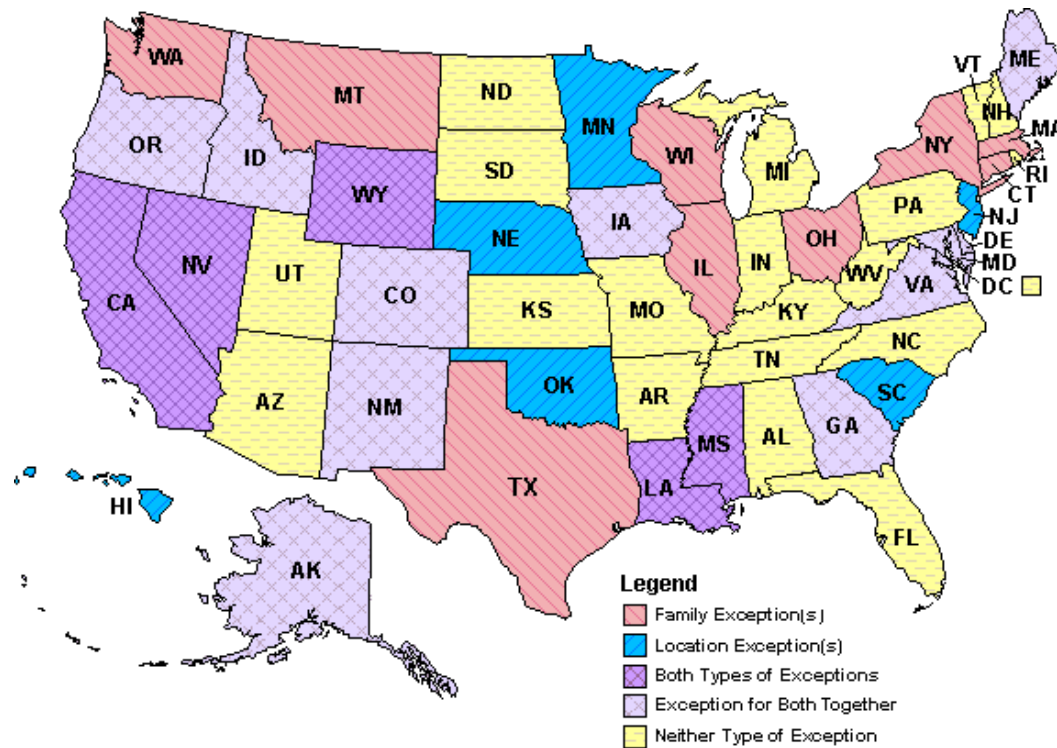 WA
MT
ND
MN
VT
ME
NH
OR
ID
WI
NY
MA
SD
MI
RI
WY
CT
PA
IA
NJ
NE
OH
DE
NV
UT
IL
IN
MD
WV
CO
VA
DC
CA
KS
MO
KY
NC
TN
AZ
NM
OK
AR
SC
MS
AL
GA
TX
LA
HI
FL
AK
Legend
Family Exception(s)
Location Exception(s)
Both Types of Exceptions
Exception for Both Together
Neither Type of Exception